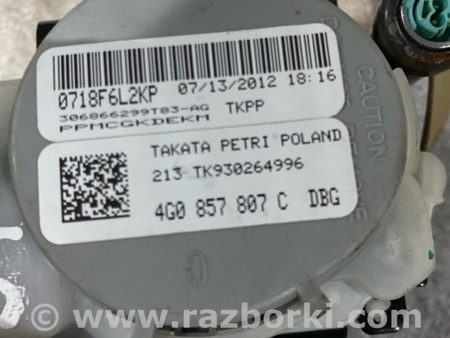 0718F6L2KP 07/13/2012 18:16
306866299T83-AG TKPP
PPMCGKDEKM
TAKATA PETRI POLAND
213 TK930264996
4G0 857 807 C DBG
CAUTION
www.razborki.com